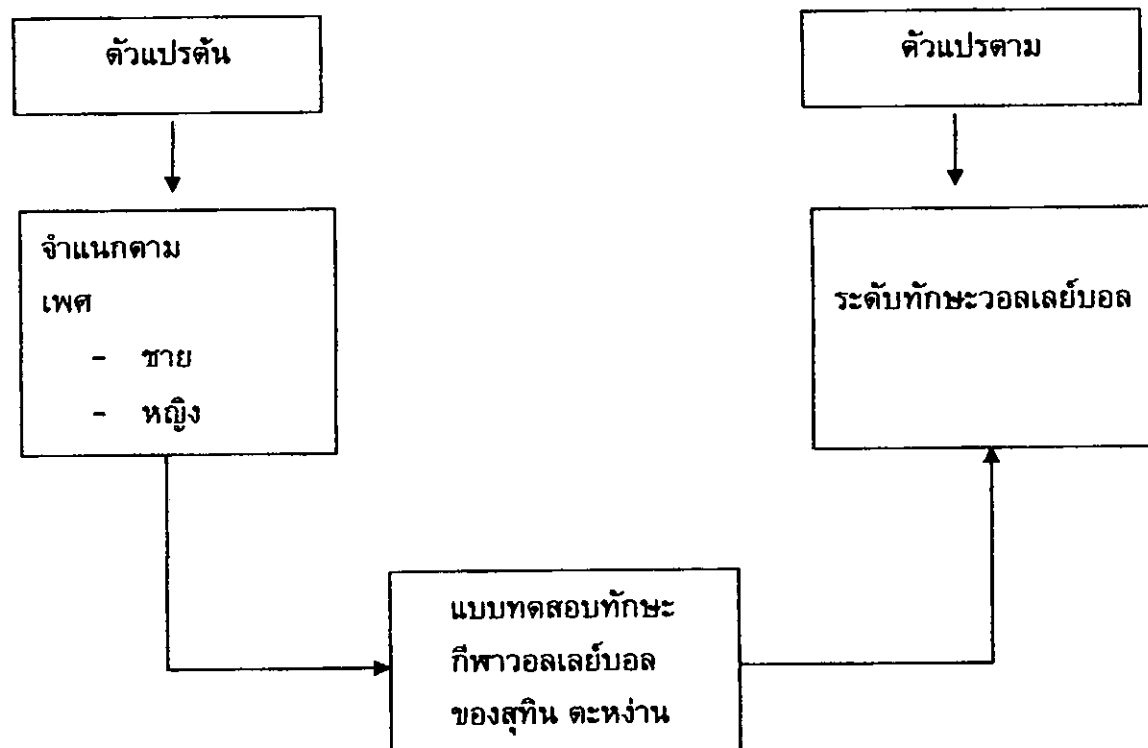 ตัวแปรต้น
ตัวแปรตาม
จำแนกตาม
เพศ
- ชาย
- หญิง
ระดับทักษะวอลเลย์บอล
แบบทดสอบทักษะ
กีฬาวอลเลย์บอล
ของสุทิน ตะหง่าน